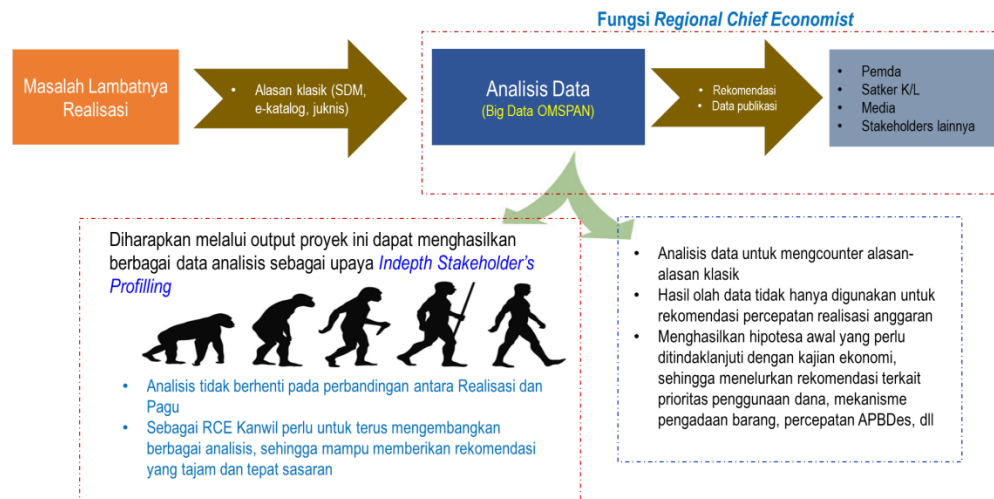 Fungsi Regional Chief Economist
Masalah Lambatnya
Realisasi
• Alasan klasik (SDM,
e-katalog, juknis)
Analisis Data
(Big Data OMSPAN)
• Rekomendasi
• Data publikasi
• Pemda
• Satker K/L
• Media
• Stakeholders lainnya
Diharapkan melalui output proyek ini dapat menghasilkan
berbagai data analisis sebagai upaya Indepth Stakeholder's
Profilling
• Analisis tidak berhenti pada perbandingan antara Realisasi dan
Pagu
• Sebagai RCE Kanwil perlu untuk terus mengembangkan
berbagai analisis, sehingga mampu memberikan rekomendasi
yang tajam dan tepat sasaran
• Analisis data untuk mengcounter alasan-
alasan klasik
• Hasil olah data tidak hanya digunakan untuk
rekomendasi percepatan realisasi anggaran
• Menghasilkan hipotesa awal yang perlu
ditindaklanjuti dengan kajian ekonomi,
sehingga menelurkan rekomendasi terkait
prioritas penggunaan dana, mekanisme
pengadaan barang, percepatan APBDes, dll